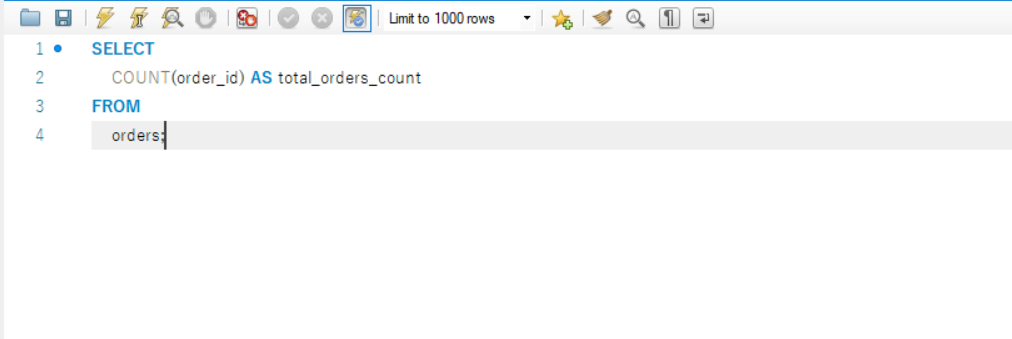 Limit to 1000 rows
1 SELECT
2 COUNT(order_id) AS total_orders_count
3 FROM
4 orders;